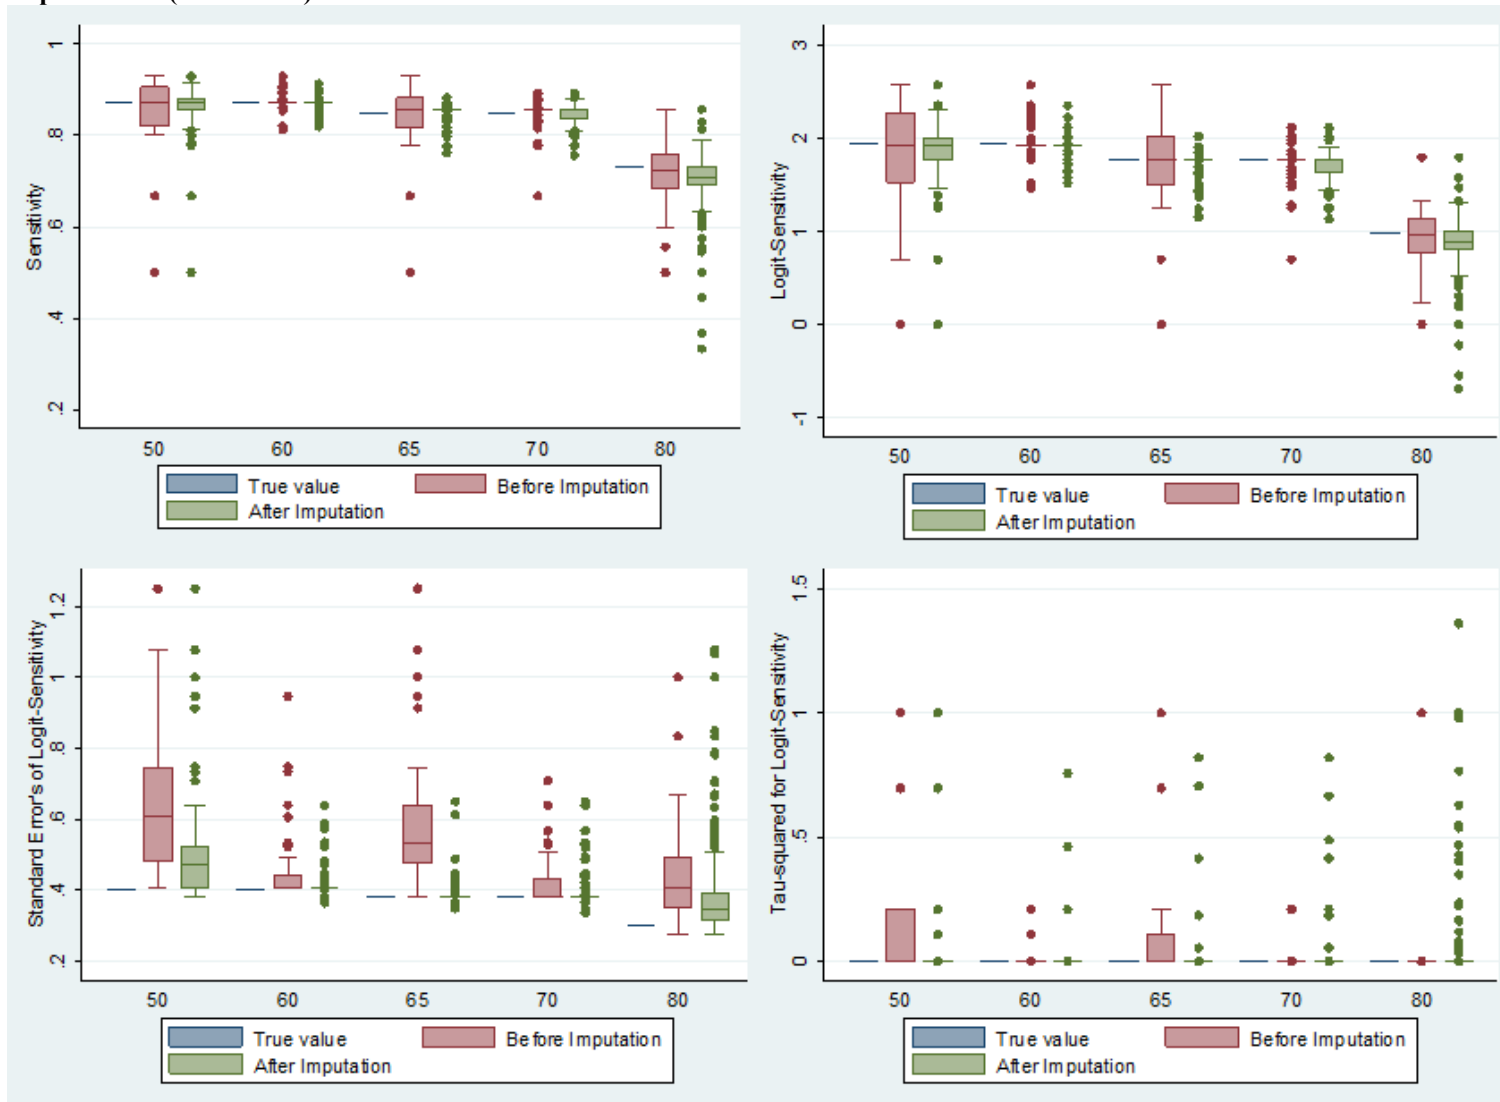 Sensitivity
1
.8
.6
.4
.2
50 60 65 70 80
True value Before Imputation
After Imputation
Logit-Sensitivity
3
2
1
0
-1
50 60 65 70 80
True value Before Imputation
After Imputation
Standard Error's of Logit-Sensitivity
1.2
1
.8
.6
.4
.2
50 60 65 70 80
True value Before Imputation
After Imputation
Tau-squared for Logit-Sensitivity
1.5
1
.5
0
50 60 65 70 80
True value Before Imputation
After Imputation